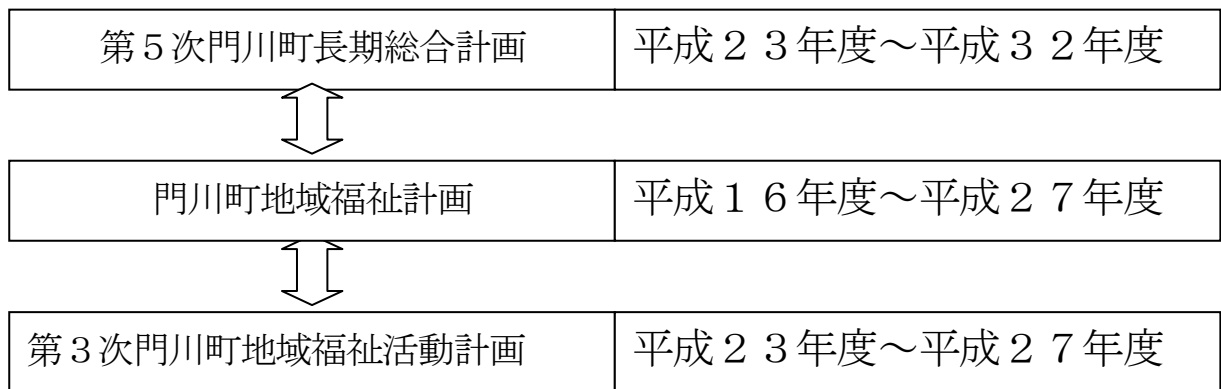 第５次門川町長期総合計画 平成２３年度～平成３２年度
門川町地域福祉計画 平成１６年度～平成２７年度
第３次門川町地域福祉活動計画 平成２３年度～平成２７年度